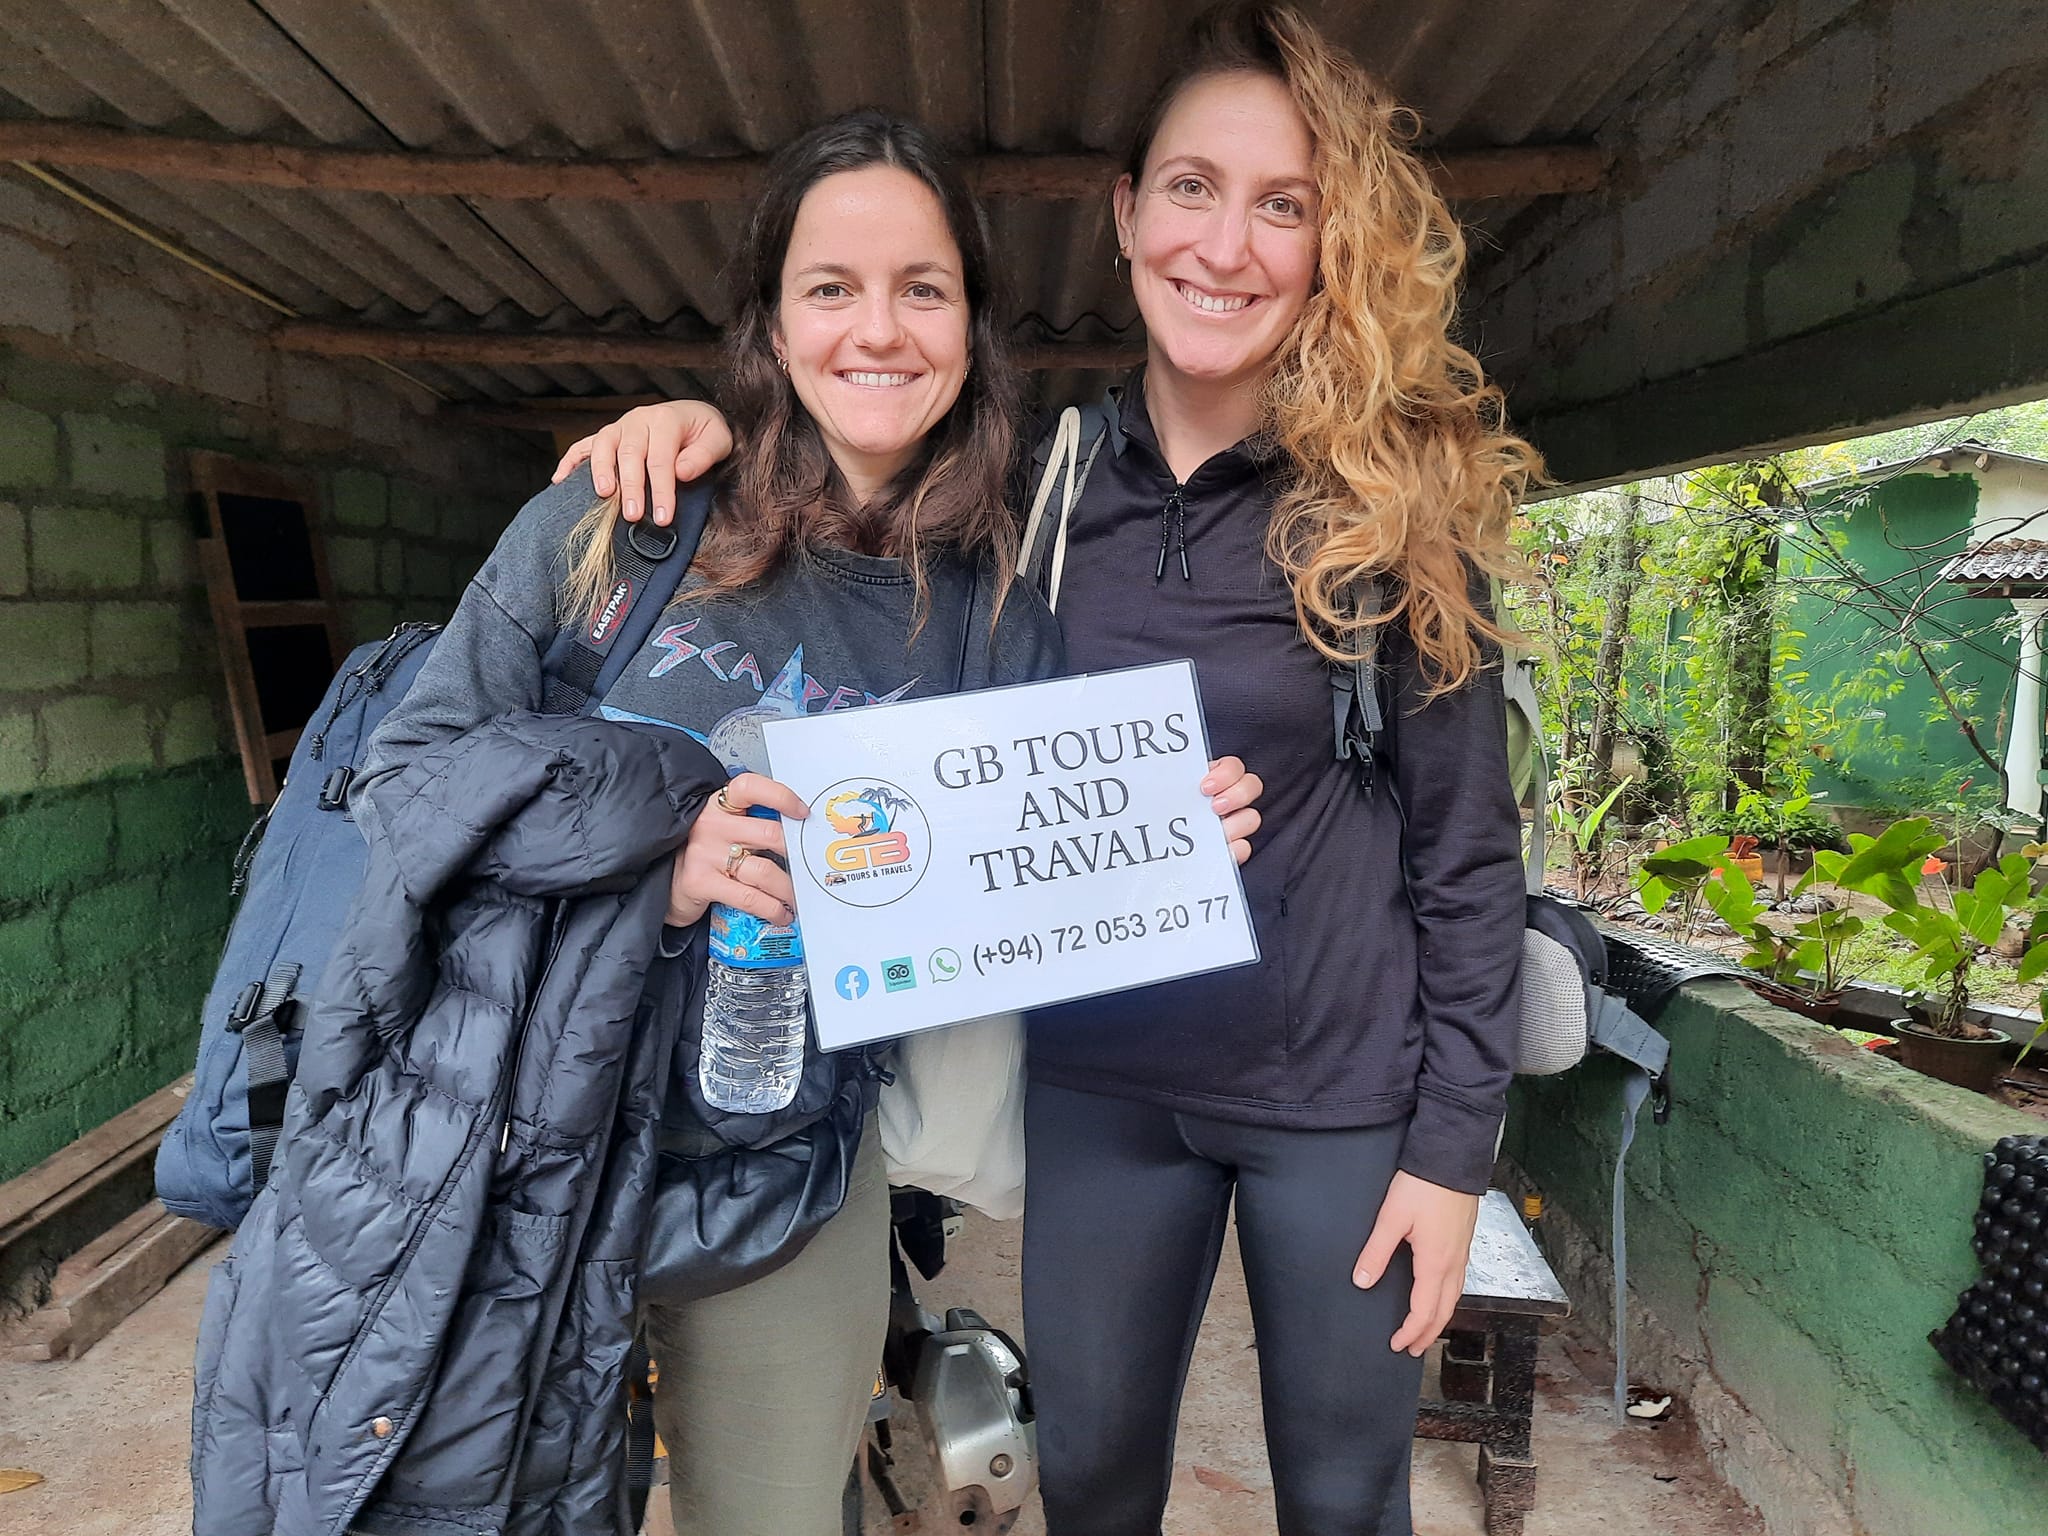 EASTPAK
GB TOURS
AND
TRAVALS
GB
TOURS & TRAVELS
(+94) 72 053 20 77